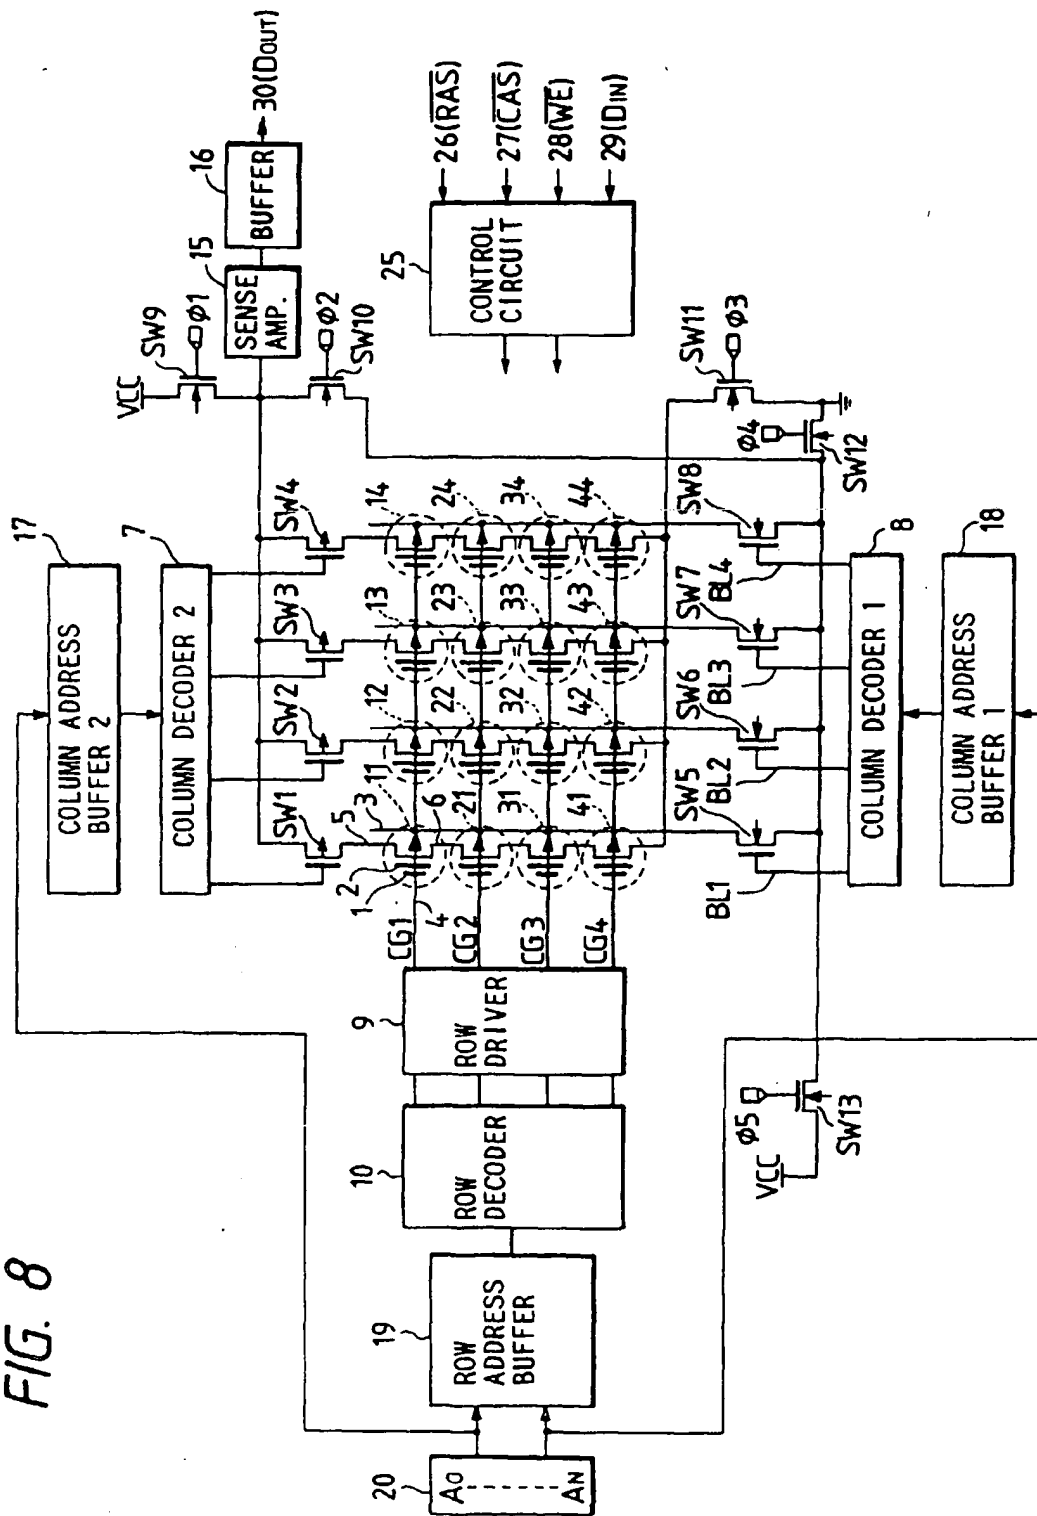 FIG. 8
17
COLUMN ADDRESS
BUFFER 2
7
COLUMN DECODER 2
VCC
SW9
φ1
15
SENSE
AMP.
16
BUFFER
30(DOUT)
φ2
SW10
SW1
SW2
SW3
SW4
20
A0
AN
19
ROW
ADDRESS
BUFFER
10
ROW
DECODER
9
ROW
DRIVER
CG1
CG2
CG3
CG4
1
2
3
4
5
6
11
12
13
14
21
22
23
24
31
32
33
34
41
42
43
44
25
CONTROL
CIRCUIT
26(R̅A̅S̅)
27(C̅A̅S̅)
28(W̅E̅)
29(DIN)
SW11
φ3
φ4
SW12
SW5
SW6
SW7
SW8
BL1
BL2
BL3
BL4
VCC
φ5
SW13
8
COLUMN DECODER 1
18
COLUMN ADDRESS
BUFFER 1